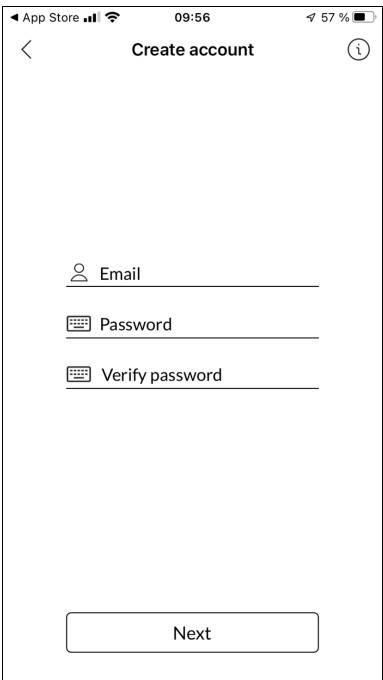 ◀ App Store 09:56 57 %
Create account
i
Email
Password
Verify password
Next